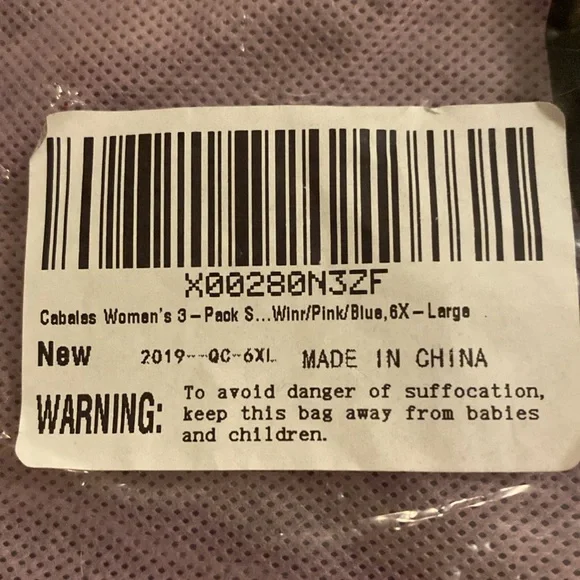 X00280N3ZF
Cabales Women's 3-Pack S...Winr/Pink/Blue,6X-Large
New 2019--QC-6XL MADE IN CHINA
WARNING: To avoid danger of suffocation,
keep this bag away from babies
and children.